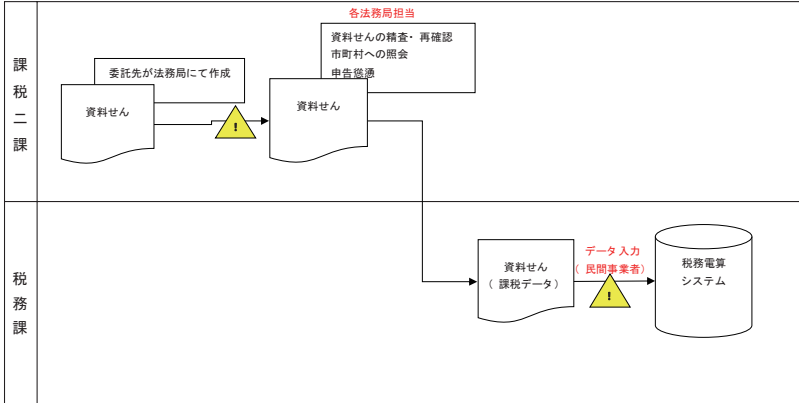 各法務局担当
課税二課
資料せんの精査・再確認
市町村への照会
申告慫慂
委託先が法務局にて作成
資料せん
資料せん
!
税務課
データ入力
（民間事業者）
資料せん
（課税データ）
税務電算
システム
!